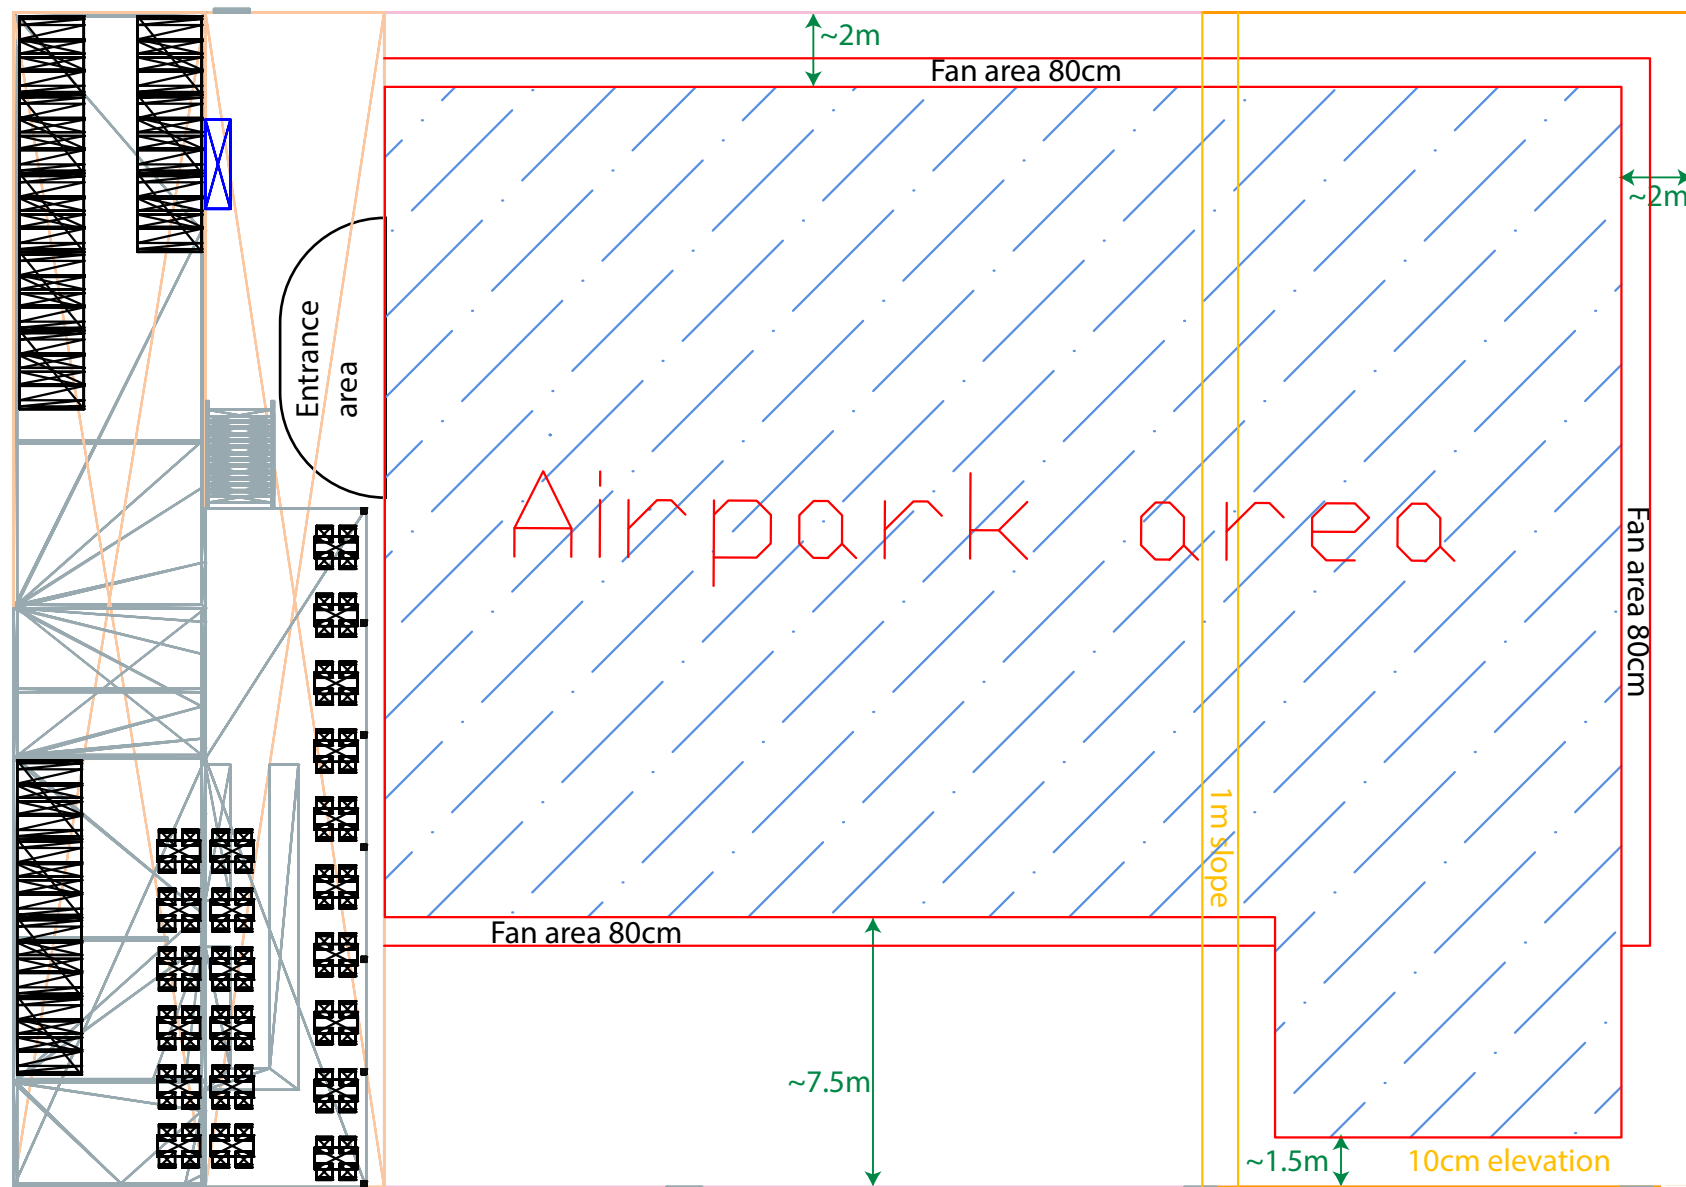 ~2m
Fan area 80cm
~2m
Entrance
area
Airpark area
Fan area 80cm
1m slope
Fan area 80cm
~7.5m
~1.5m
10cm elevation